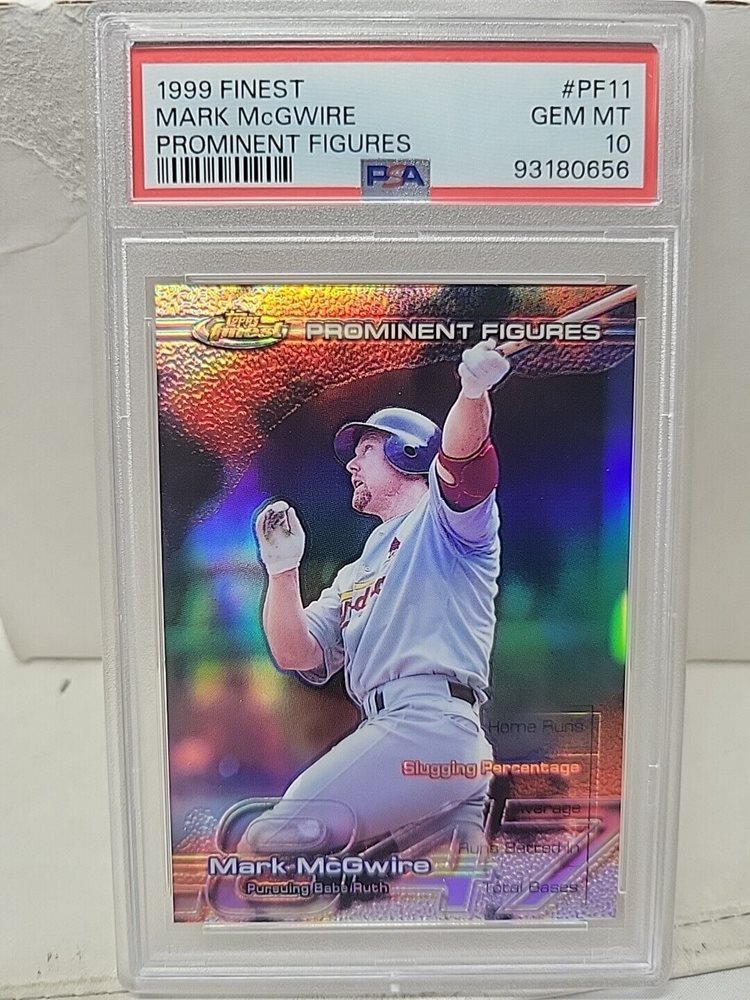 1999 FINEST #PF11
MARK McGWIRE GEM MT
PROMINENT FIGURES 10
PSA 93180656
Topps
Finest PROMINENT FIGURES
Home Runs
Slugging Percentage
Average
Runs Batted In
Total Bases
Mark McGwire
Pursuing Babe Ruth